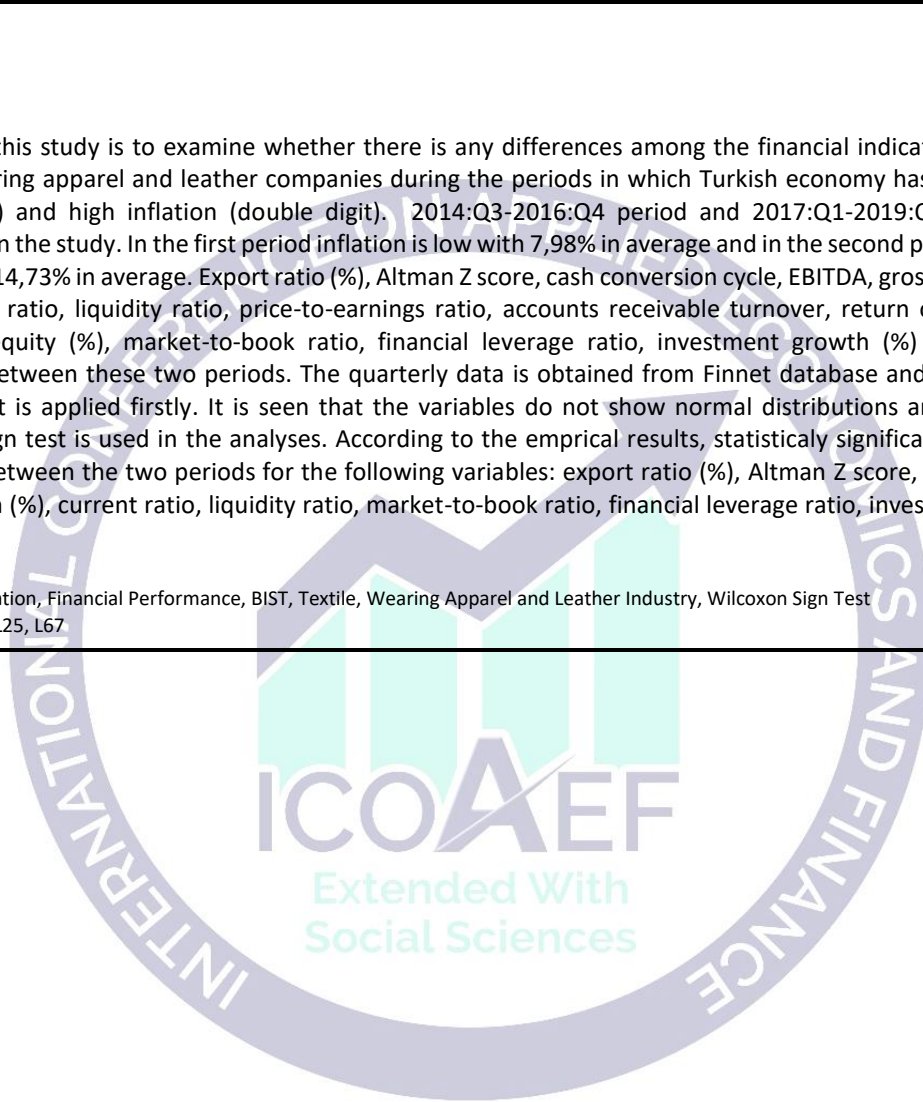 this study is to examine whether there is any differences among the financial indicat
ring apparel and leather companies during the periods in which Turkish economy has
) and high inflation (double digit). 2014:Q3-2016:Q4 period and 2017:Q1-2019:
n the study. In the first period inflation is low with 7,98% in average and in the second p
14,73% in average. Export ratio (%), Altman Z score, cash conversion cycle, EBITDA, gros
ratio, liquidity ratio, price-to-earnings ratio, accounts receivable turnover, return
quity (%), market-to-book ratio, financial leverage ratio, investment growth (%)
etween these two periods. The quarterly data is obtained from Finnet database and
t is applied firstly. It is seen that the variables do not show normal distributions a
gn test is used in the analyses. According to the emprical results, statisticaly significa
etween the two periods for the following variables: export ratio (%), Altman Z score,
(%), current ratio, liquidity ratio, market-to-book ratio, financial leverage ratio, inves
ation, Financial Performance, BIST, Textile, Wearing Apparel and Leather Industry, Wilcoxon Sign Test
L25, L67
INTERNATIONAL CONFERENCE ON APPLIED ECONOMICS AND FINANCE
ICOAEF
Extended With
Social Sciences